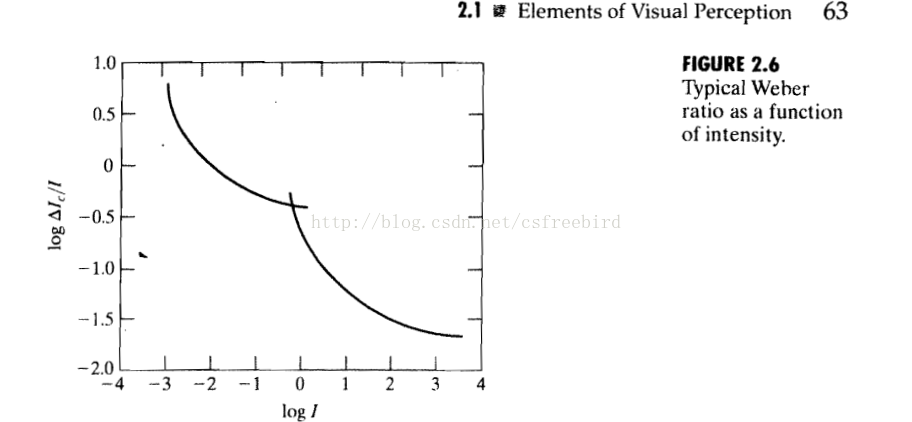 2.1 Elements of Visual Perception 63
FIGURE 2.6
Typical Weber
ratio as a function
of intensity.
1.0
0.5
0
−0.5
−1.0
−1.5
−2.0
log ΔIc/I
−4 −3 −2 −1 0 1 2 3 4
log I
http://blog.csdn.net/csfreebird